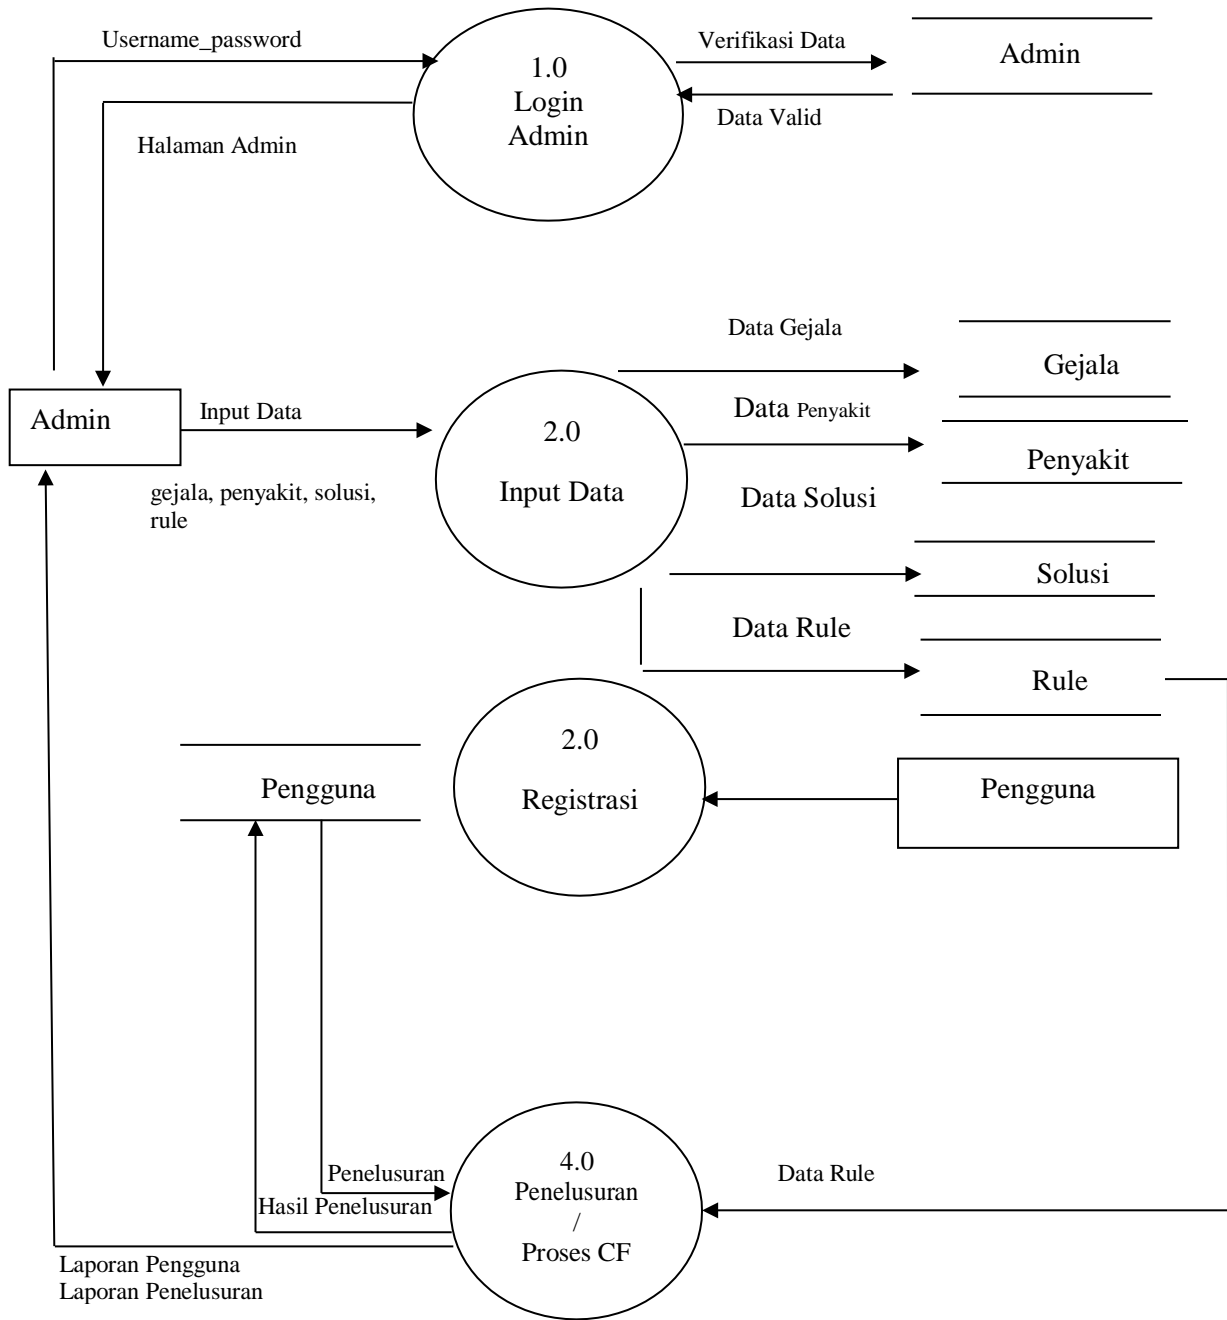 Username_password
Verifikasi Data
Admin
1.0
Login
Admin
Data Valid
Halaman Admin
Data Gejala
Gejala
Admin
Input Data
Data Penyakit
2.0
Penyakit
Input Data
Data Solusi
gejala, penyakit, solusi,
rule
Solusi
Data Rule
Rule
2.0
Pengguna
Registrasi
Pengguna
4.0
Penelusuran
/
Proses CF
Penelusuran
Data Rule
Hasil Penelusuran
Laporan Pengguna
Laporan Penelusuran